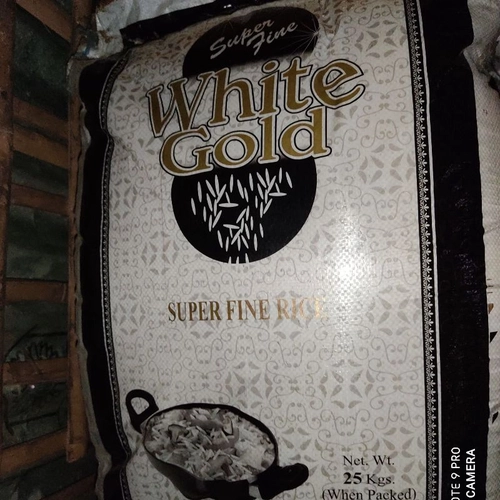 Super
Fine
White
Gold
SUPER FINE RICE
Net. Wt.
25 Kgs.
(When Packed)
OTE 9 PRO
CAMERA